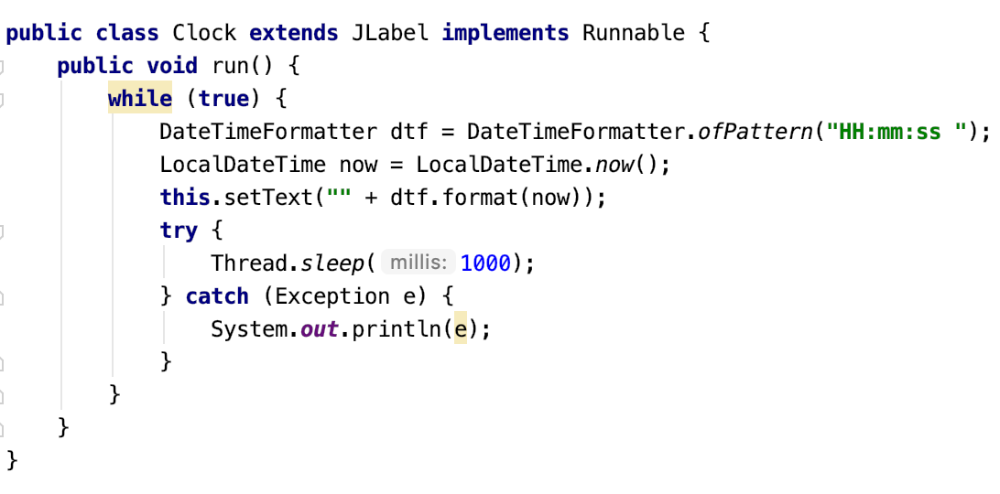 public class Clock extends JLabel implements Runnable {
    public void run() {
        while (true) {
            DateTimeFormatter dtf = DateTimeFormatter.ofPattern("HH:mm:ss ");
            LocalDateTime now = LocalDateTime.now();
            this.setText("" + dtf.format(now));
            try {
                Thread.sleep( millis: 1000);
            } catch (Exception e) {
                System.out.println(e);
            }
        }
    }
}